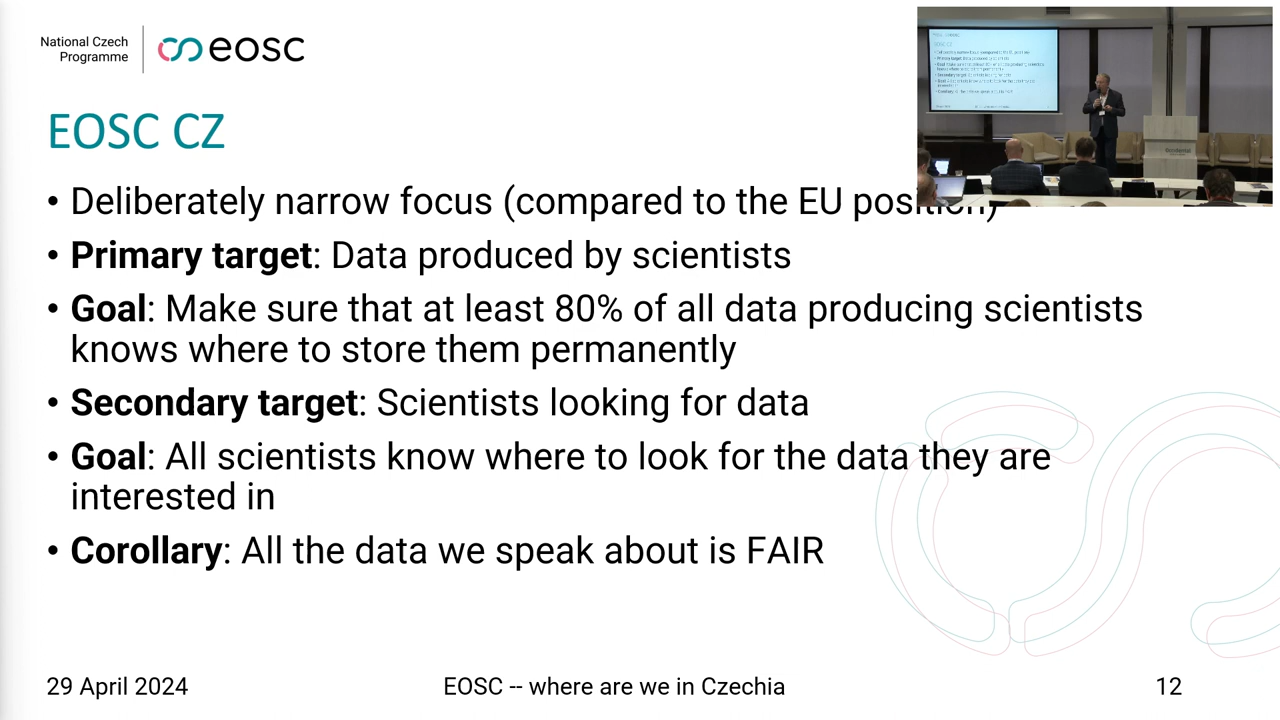 National Czech
Programme
eosc
EOSC CZ
• Deliberately narrow focus (compared to the EU position)
• Primary target: Data produced by scientists
• Goal: Make sure that at least 80% of all data producing scientists
knows where to store them permanently
• Secondary target: Scientists looking for data
• Goal: All scientists know where to look for the data they are
interested in
• Corollary: All the data we speak about is FAIR
29 April 2024
EOSC -- where are we in Czechia
12